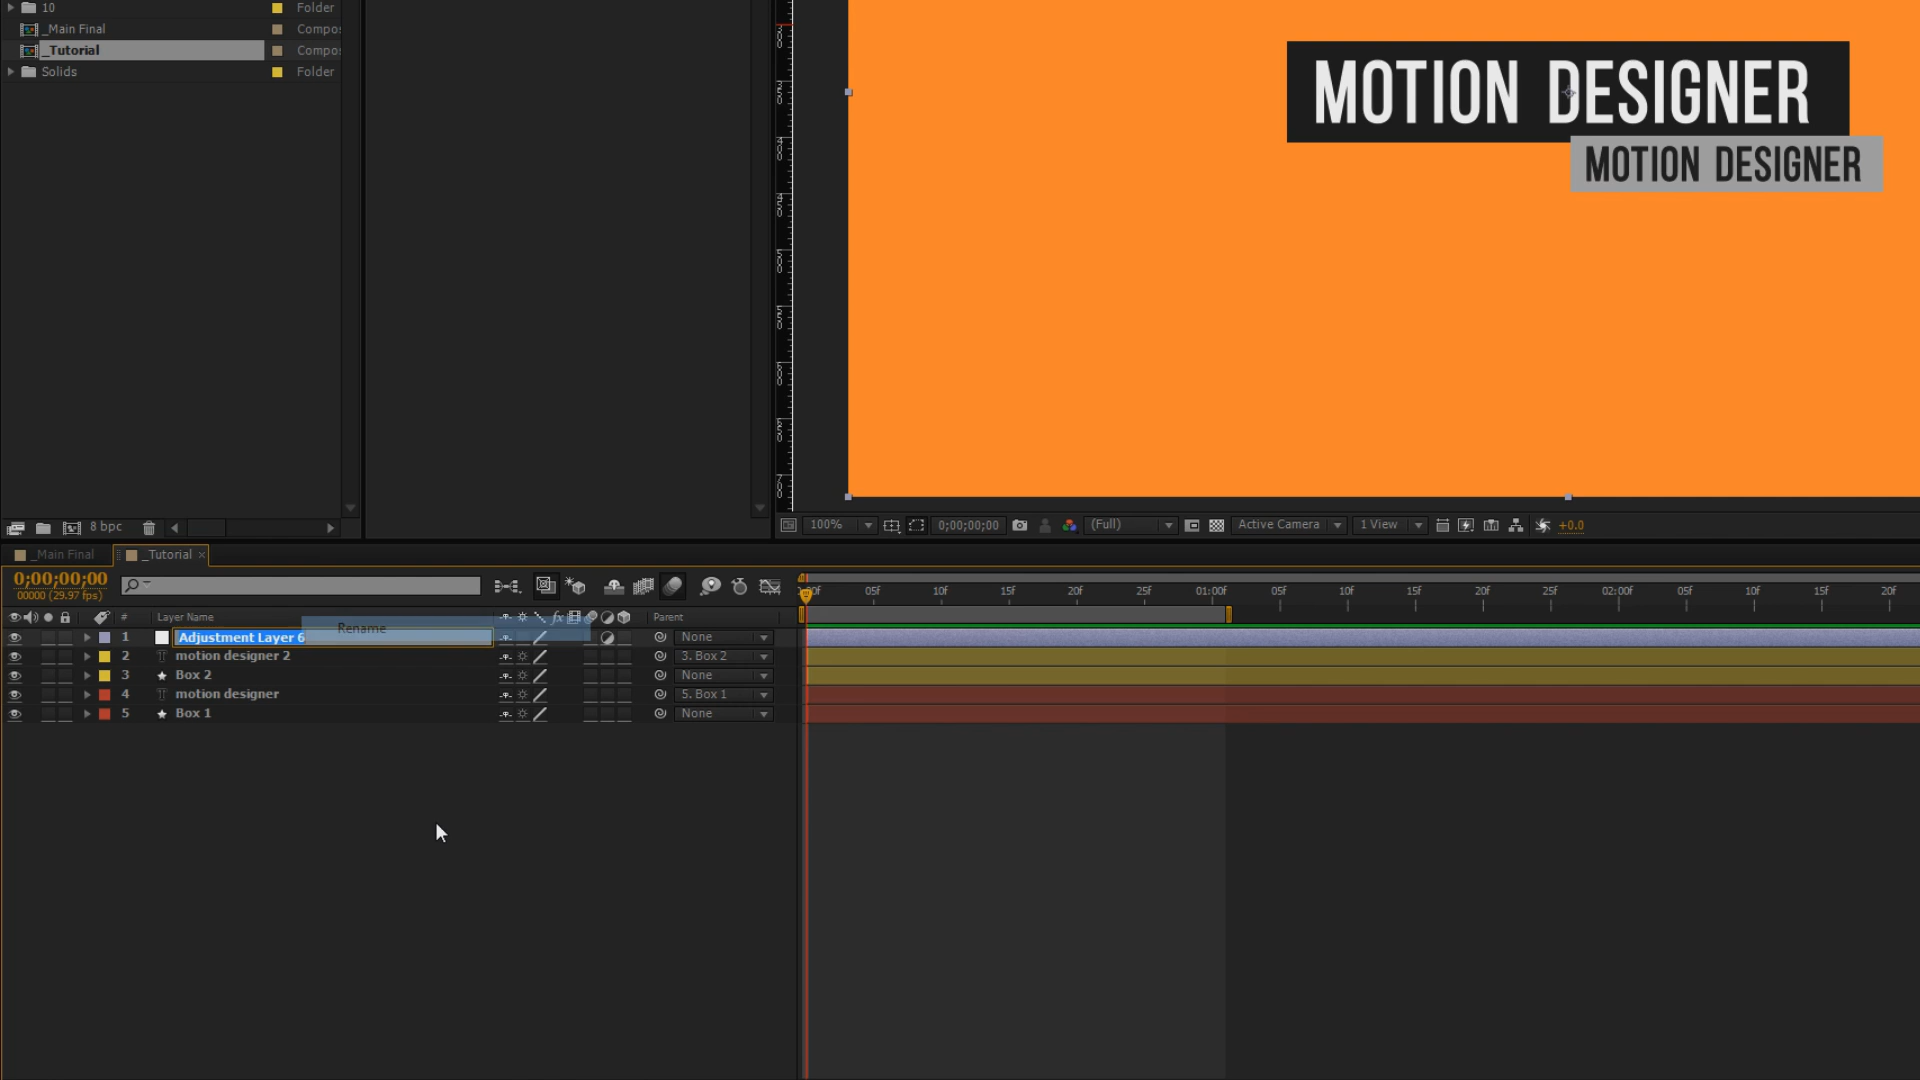 10 Folder
_Main Final Compos
_Tutorial Compos
Solids Folder
MOTION DESIGNER
MOTION DESIGNER
8 bpc
100% 0;00;00;00 (Full) Active Camera 1 View +0.0
_Main Final _Tutorial ×
0;00;00;00
00000 (29.97 fps)
05f 10f 15f 20f 25f 01:00f 05f 10f 15f 20f 25f 02:00f 05f 10f 15f 20f
# Layer Name fx Parent
Rename
1 Adjustment Layer 6 None
2 motion designer 2 3. Box 2
3 Box 2 None
4 motion designer 5. Box 1
5 Box 1 None